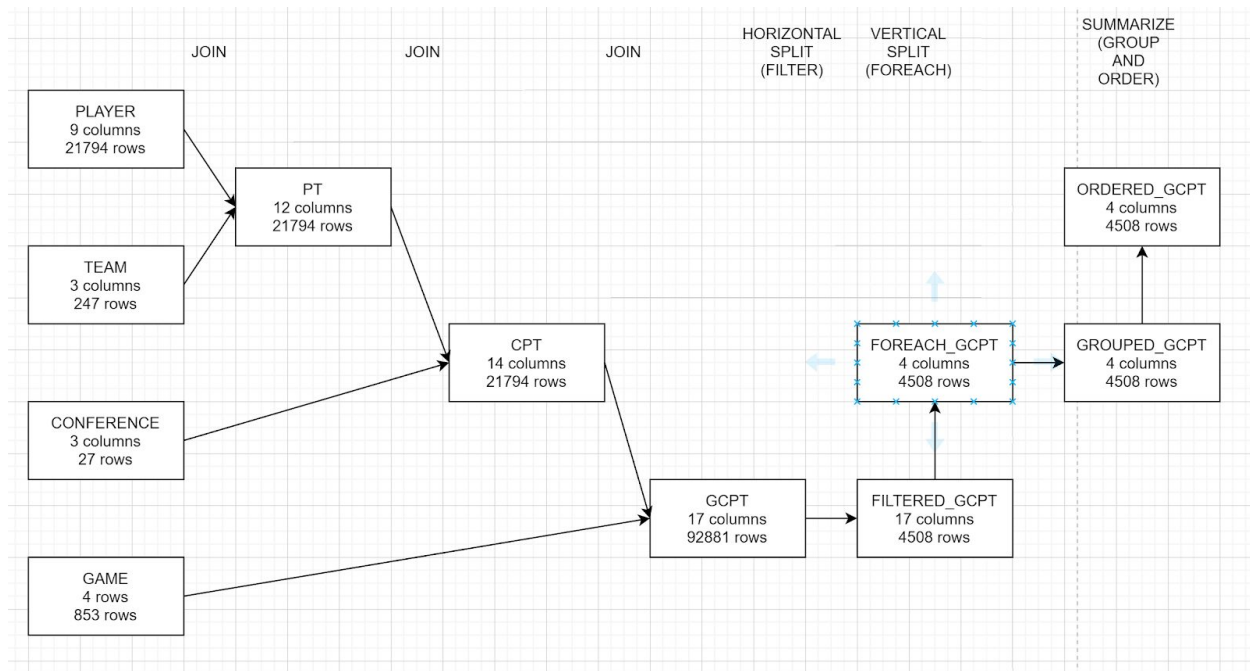 JOIN
JOIN
JOIN
HORIZONTAL
SPLIT
(FILTER)
VERTICAL
SPLIT
(FOREACH)
SUMMARIZE
(GROUP
AND
ORDER)
PLAYER
9 columns
21794 rows
PT
12 columns
21794 rows
ORDERED_GCPT
4 columns
4508 rows
TEAM
3 columns
247 rows
CPT
14 columns
21794 rows
FOREACH_GCPT
4 columns
4508 rows
GROUPED_GCPT
4 columns
4508 rows
CONFERENCE
3 columns
27 rows
GCPT
17 columns
92881 rows
FILTERED_GCPT
17 columns
4508 rows
GAME
4 rows
853 rows